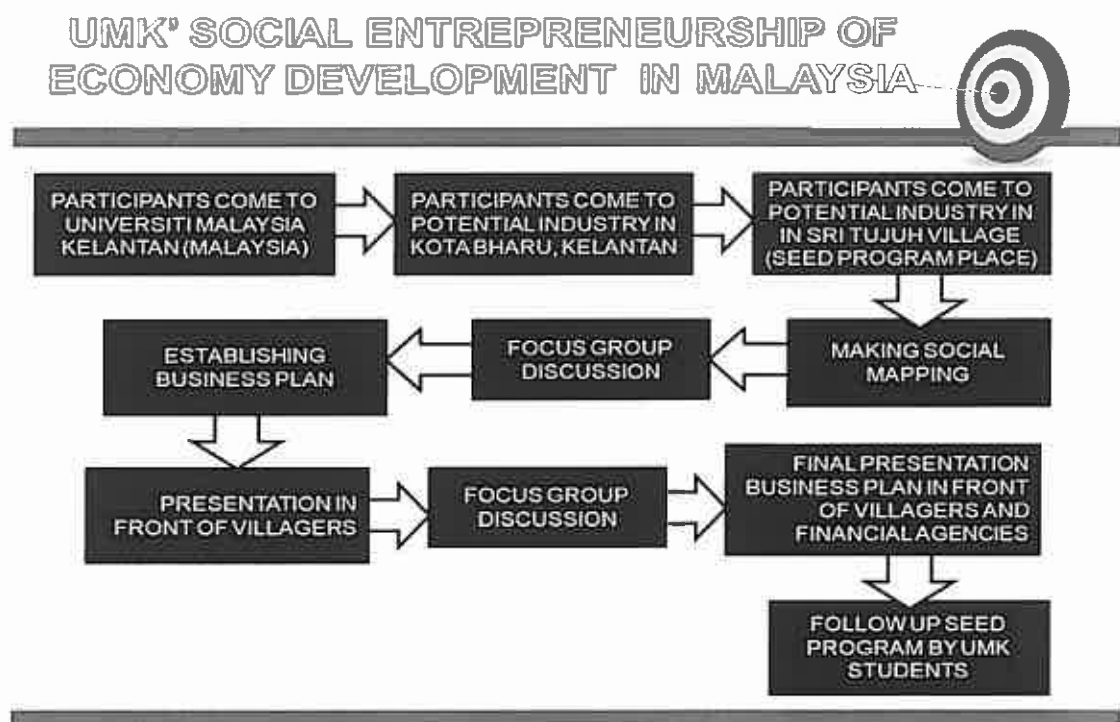 UMK' SOCIAL ENTREPRENEURSHIP OF
ECONOMY DEVELOPMENT IN MALAYSIA
PARTICIPANTS COME TO
UNIVERSITI MALAYSIA
KELANTAN (MALAYSIA)
PARTICIPANTS COME TO
POTENTIAL INDUSTRY IN
KOTA BHARU, KELANTAN
PARTICIPANTS COME TO
POTENTIAL INDUSTRY IN
IN SRI TUJUH VILLAGE
(SEED PROGRAM PLACE)
MAKING SOCIAL
MAPPING
FOCUS GROUP
DISCUSSION
ESTABLISHING
BUSINESS PLAN
PRESENTATION IN
FRONT OF VILLAGERS
FOCUS GROUP
DISCUSSION
FINAL PRESENTATION
BUSINESS PLAN IN FRONT
OF VILLAGERS AND
FINANCIAL AGENCIES
FOLLOW UP SEED
PROGRAM BY UMK
STUDENTS